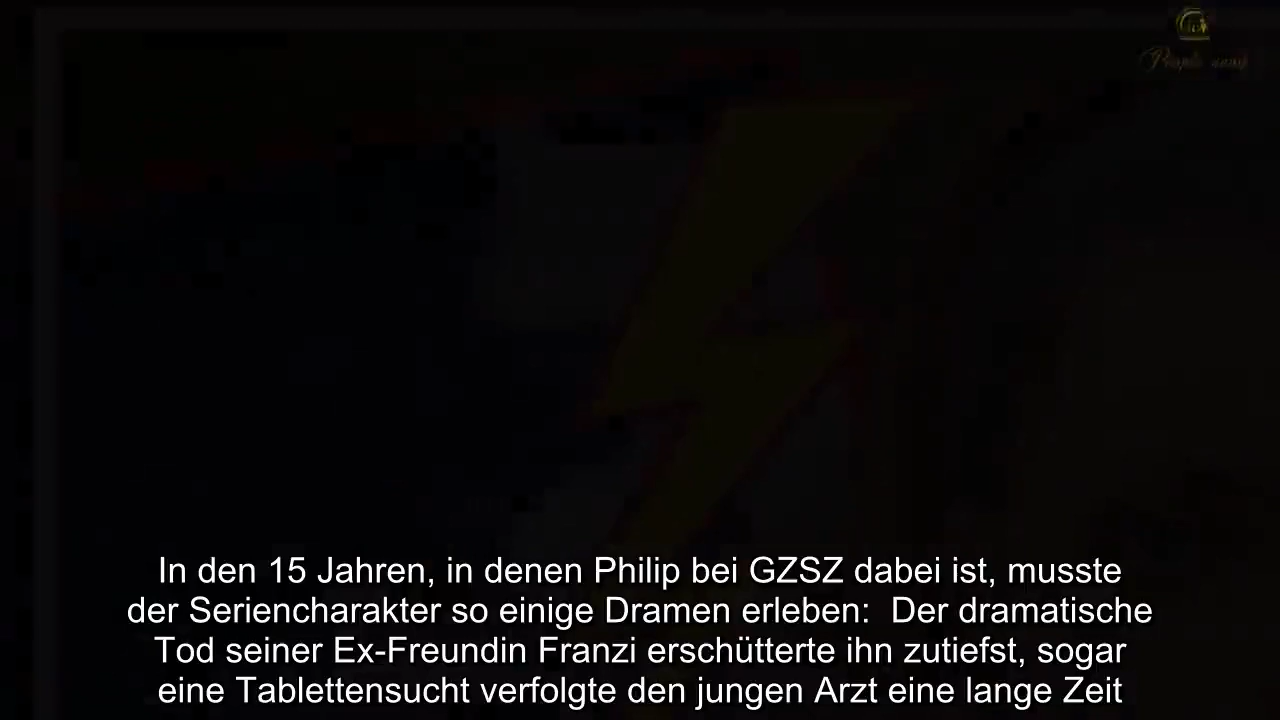 In den 15 Jahren, in denen Philip bei GZSZ dabei ist, musste
der Seriencharakter so einige Dramen erleben:  Der dramatische
Tod seiner Ex-Freundin Franzi erschütterte ihn zutiefst, sogar
eine Tablettensucht verfolgte den jungen Arzt eine lange Zeit